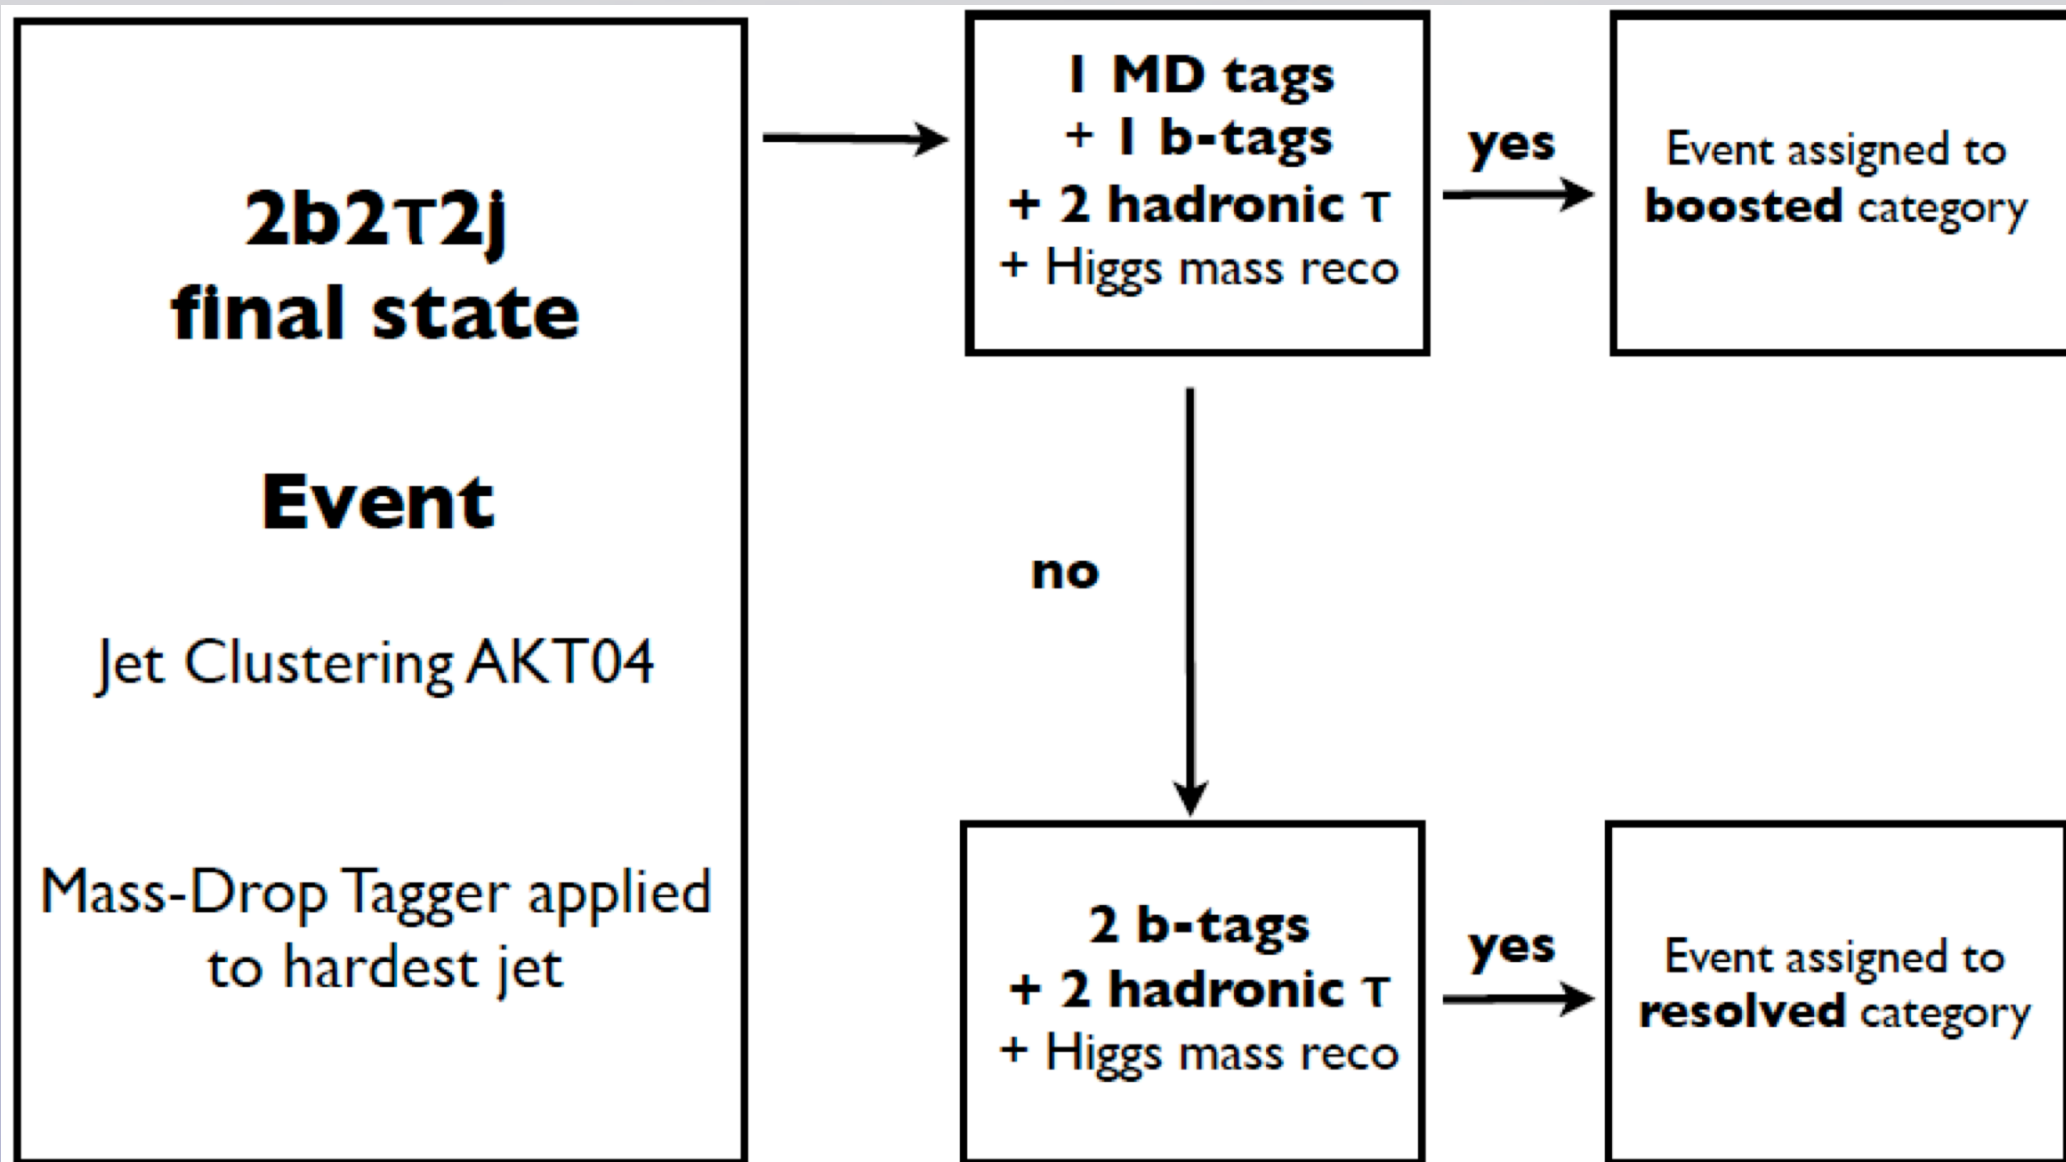 2b2τ2j
final state
Event
Jet Clustering AKT04
Mass-Drop Tagger applied
to hardest jet
1 MD tags
+ 1 b-tags
+ 2 hadronic τ
+ Higgs mass reco
yes
Event assigned to
boosted category
no
2 b-tags
+ 2 hadronic τ
+ Higgs mass reco
yes
Event assigned to
resolved category